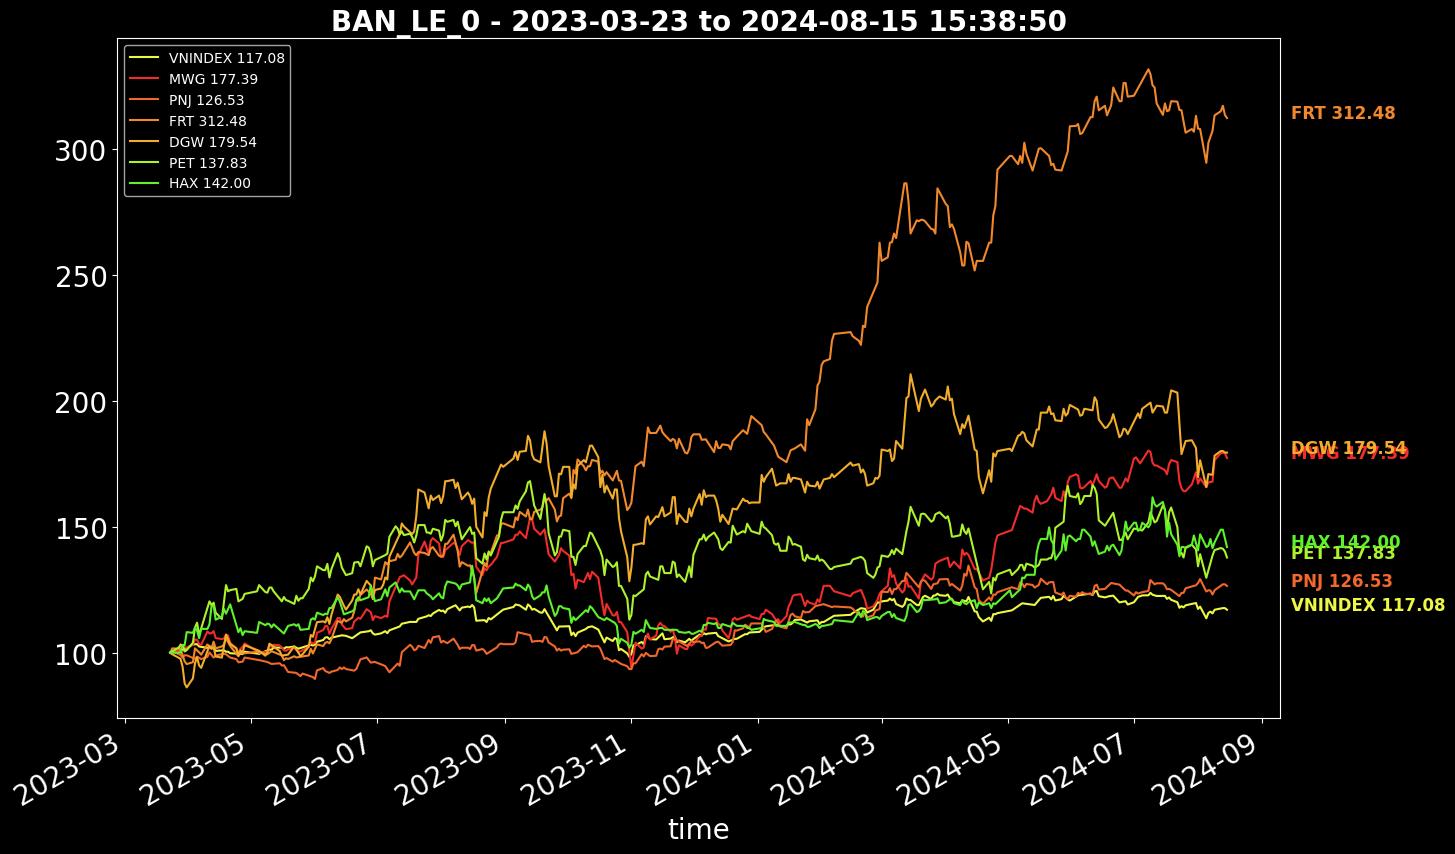 BAN_LE_0 - 2023-03-23 to 2024-08-15 15:38:50
VNINDEX 117.08
MWG 177.39
PNJ 126.53
FRT 312.48
DGW 179.54
PET 137.83
HAX 142.00
300
250
200
150
100
FRT 312.48
DGW 179.54
MWG 177.39
HAX 142.00
PET 137.83
PNJ 126.53
VNINDEX 117.08
2023-03
2023-05
2023-07
2023-09
2023-11
2024-01
2024-03
2024-05
2024-07
2024-09
time